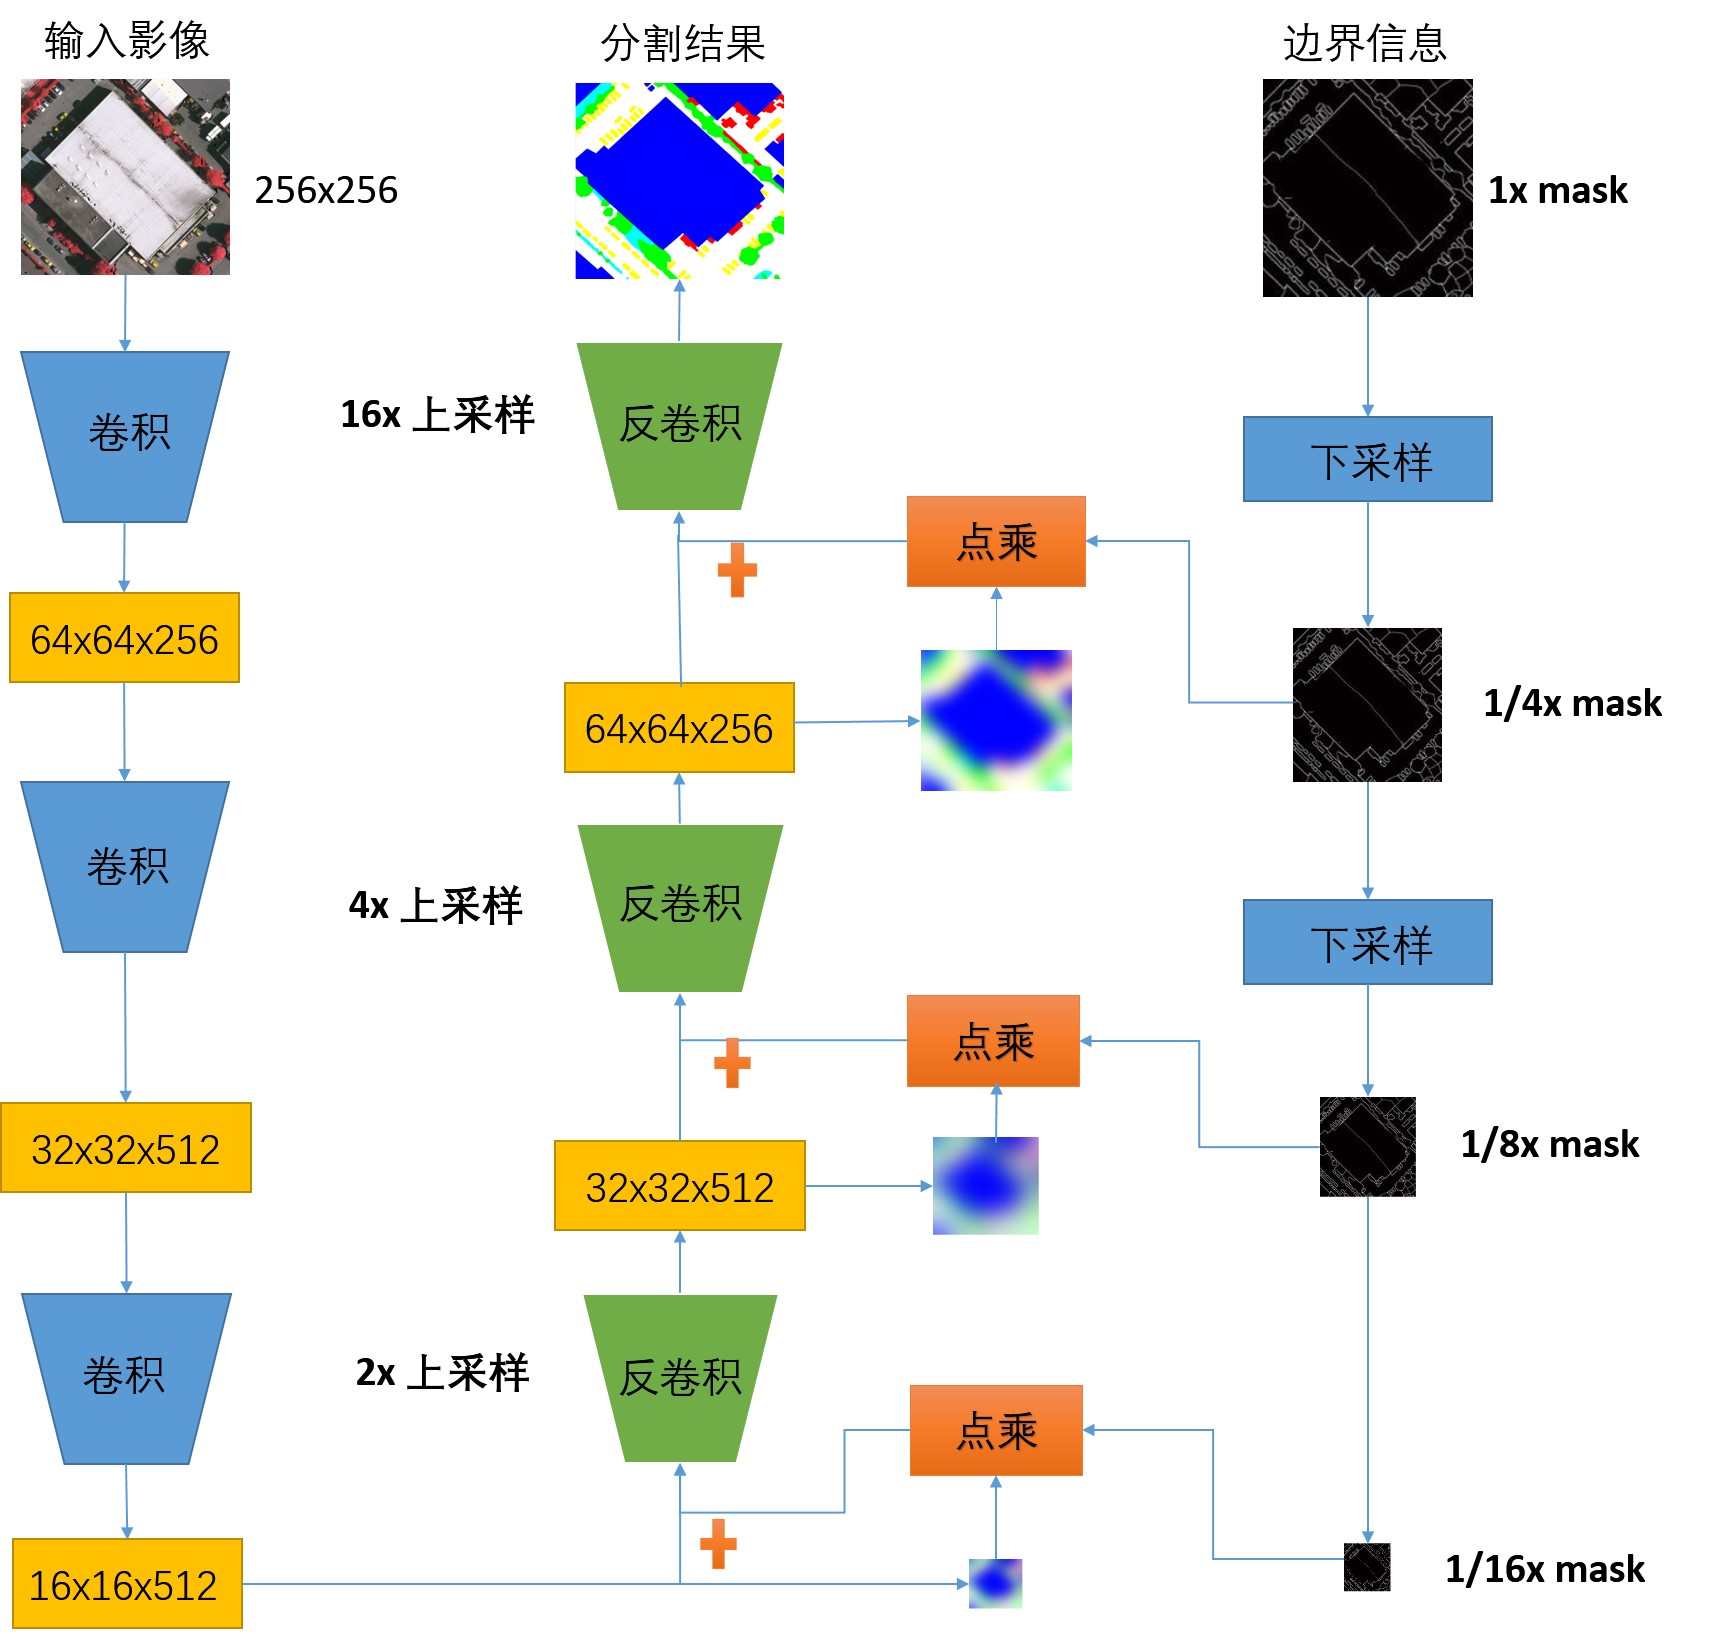 输入影像
分割结果
边界信息
256x256
1x mask
卷积
16x 上采样
反卷积
下采样
点乘
64x64x256
64x64x256
1/4x mask
卷积
4x 上采样
反卷积
下采样
点乘
32x32x512
32x32x512
1/8x mask
卷积
2x 上采样
反卷积
点乘
16x16x512
1/16x mask